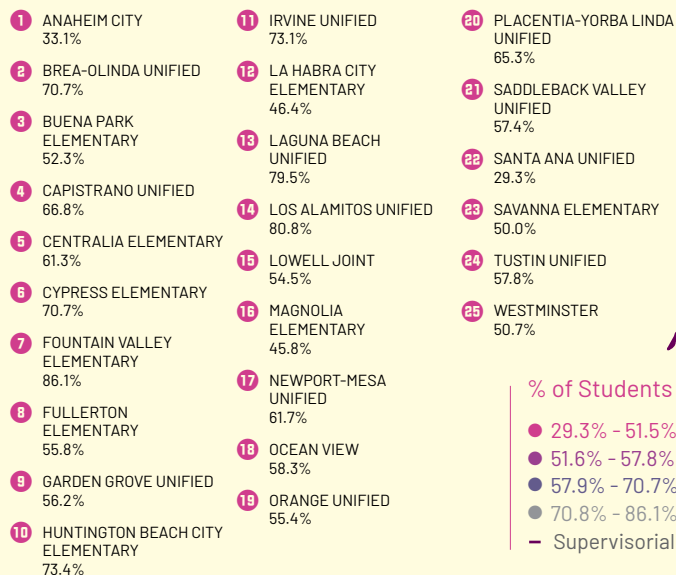 1 ANAHEIM CITY
33.1%
2 BREA-OLINDA UNIFIED
70.7%
3 BUENA PARK
ELEMENTARY
52.3%
4 CAPISTRANO UNIFIED
66.8%
5 CENTRALIA ELEMENTARY
61.3%
6 CYPRESS ELEMENTARY
70.7%
7 FOUNTAIN VALLEY
ELEMENTARY
86.1%
8 FULLERTON
ELEMENTARY
55.8%
9 GARDEN GROVE UNIFIED
56.2%
10 HUNTINGTON BEACH CITY
ELEMENTARY
73.4%
11 IRVINE UNIFIED
73.1%
12 LA HABRA CITY
ELEMENTARY
46.4%
13 LAGUNA BEACH
UNIFIED
79.5%
14 LOS ALAMITOS UNIFIED
80.8%
15 LOWELL JOINT
54.5%
16 MAGNOLIA
ELEMENTARY
45.8%
17 NEWPORT-MESA
UNIFIED
61.7%
18 OCEAN VIEW
58.3%
19 ORANGE UNIFIED
55.4%
20 PLACENTIA-YORBA LINDA
UNIFIED
65.3%
21 SADDLEBACK VALLEY
UNIFIED
57.4%
22 SANTA ANA UNIFIED
29.3%
23 SAVANNA ELEMENTARY
50.0%
24 TUSTIN UNIFIED
57.8%
25 WESTMINSTER
50.7%
% of Students
29.3% - 51.5%
51.6% - 57.8%
57.9% - 70.7%
70.8% - 86.1%
Supervisorial